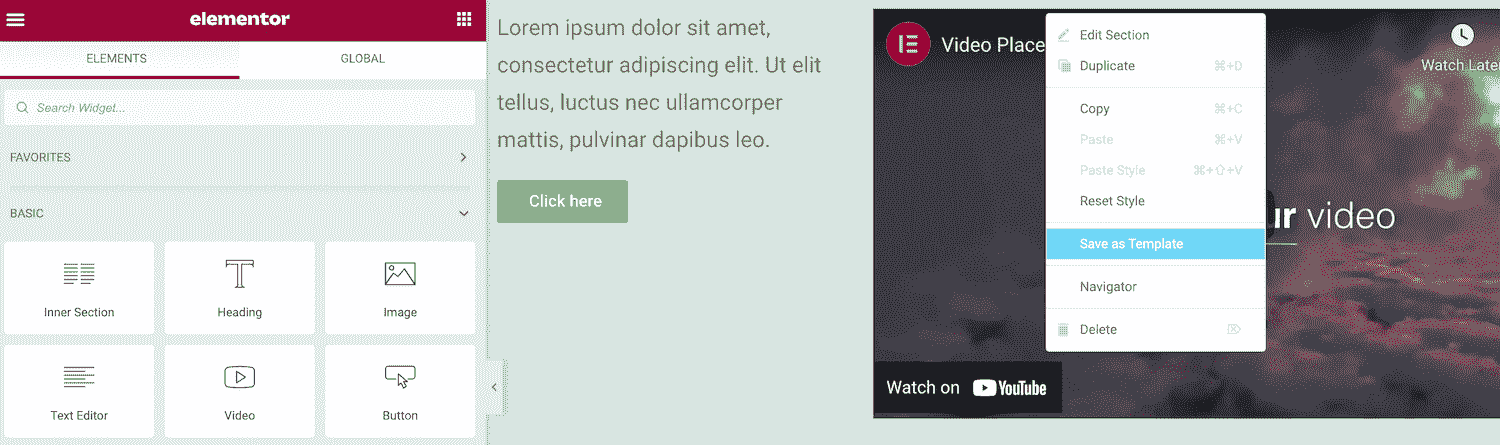 elementor
ELEMENTS
GLOBAL
Search Widget...
FAVORITES
BASIC
Inner Section
Heading
Image
Text Editor
Video
Button
Lorem ipsum dolor sit amet,
consectetur adipiscing elit. Ut elit
tellus, luctus nec ullamcorper
mattis, pulvinar dapibus leo.
Click here
Video Place
Watch Later
Edit Section
Duplicate ⌘+D
Copy ⌘+C
Paste ⌘+V
Paste Style ⌘+⇧+V
Reset Style
Save as Template
Navigator
Delete ⌦
video
Watch on YouTube